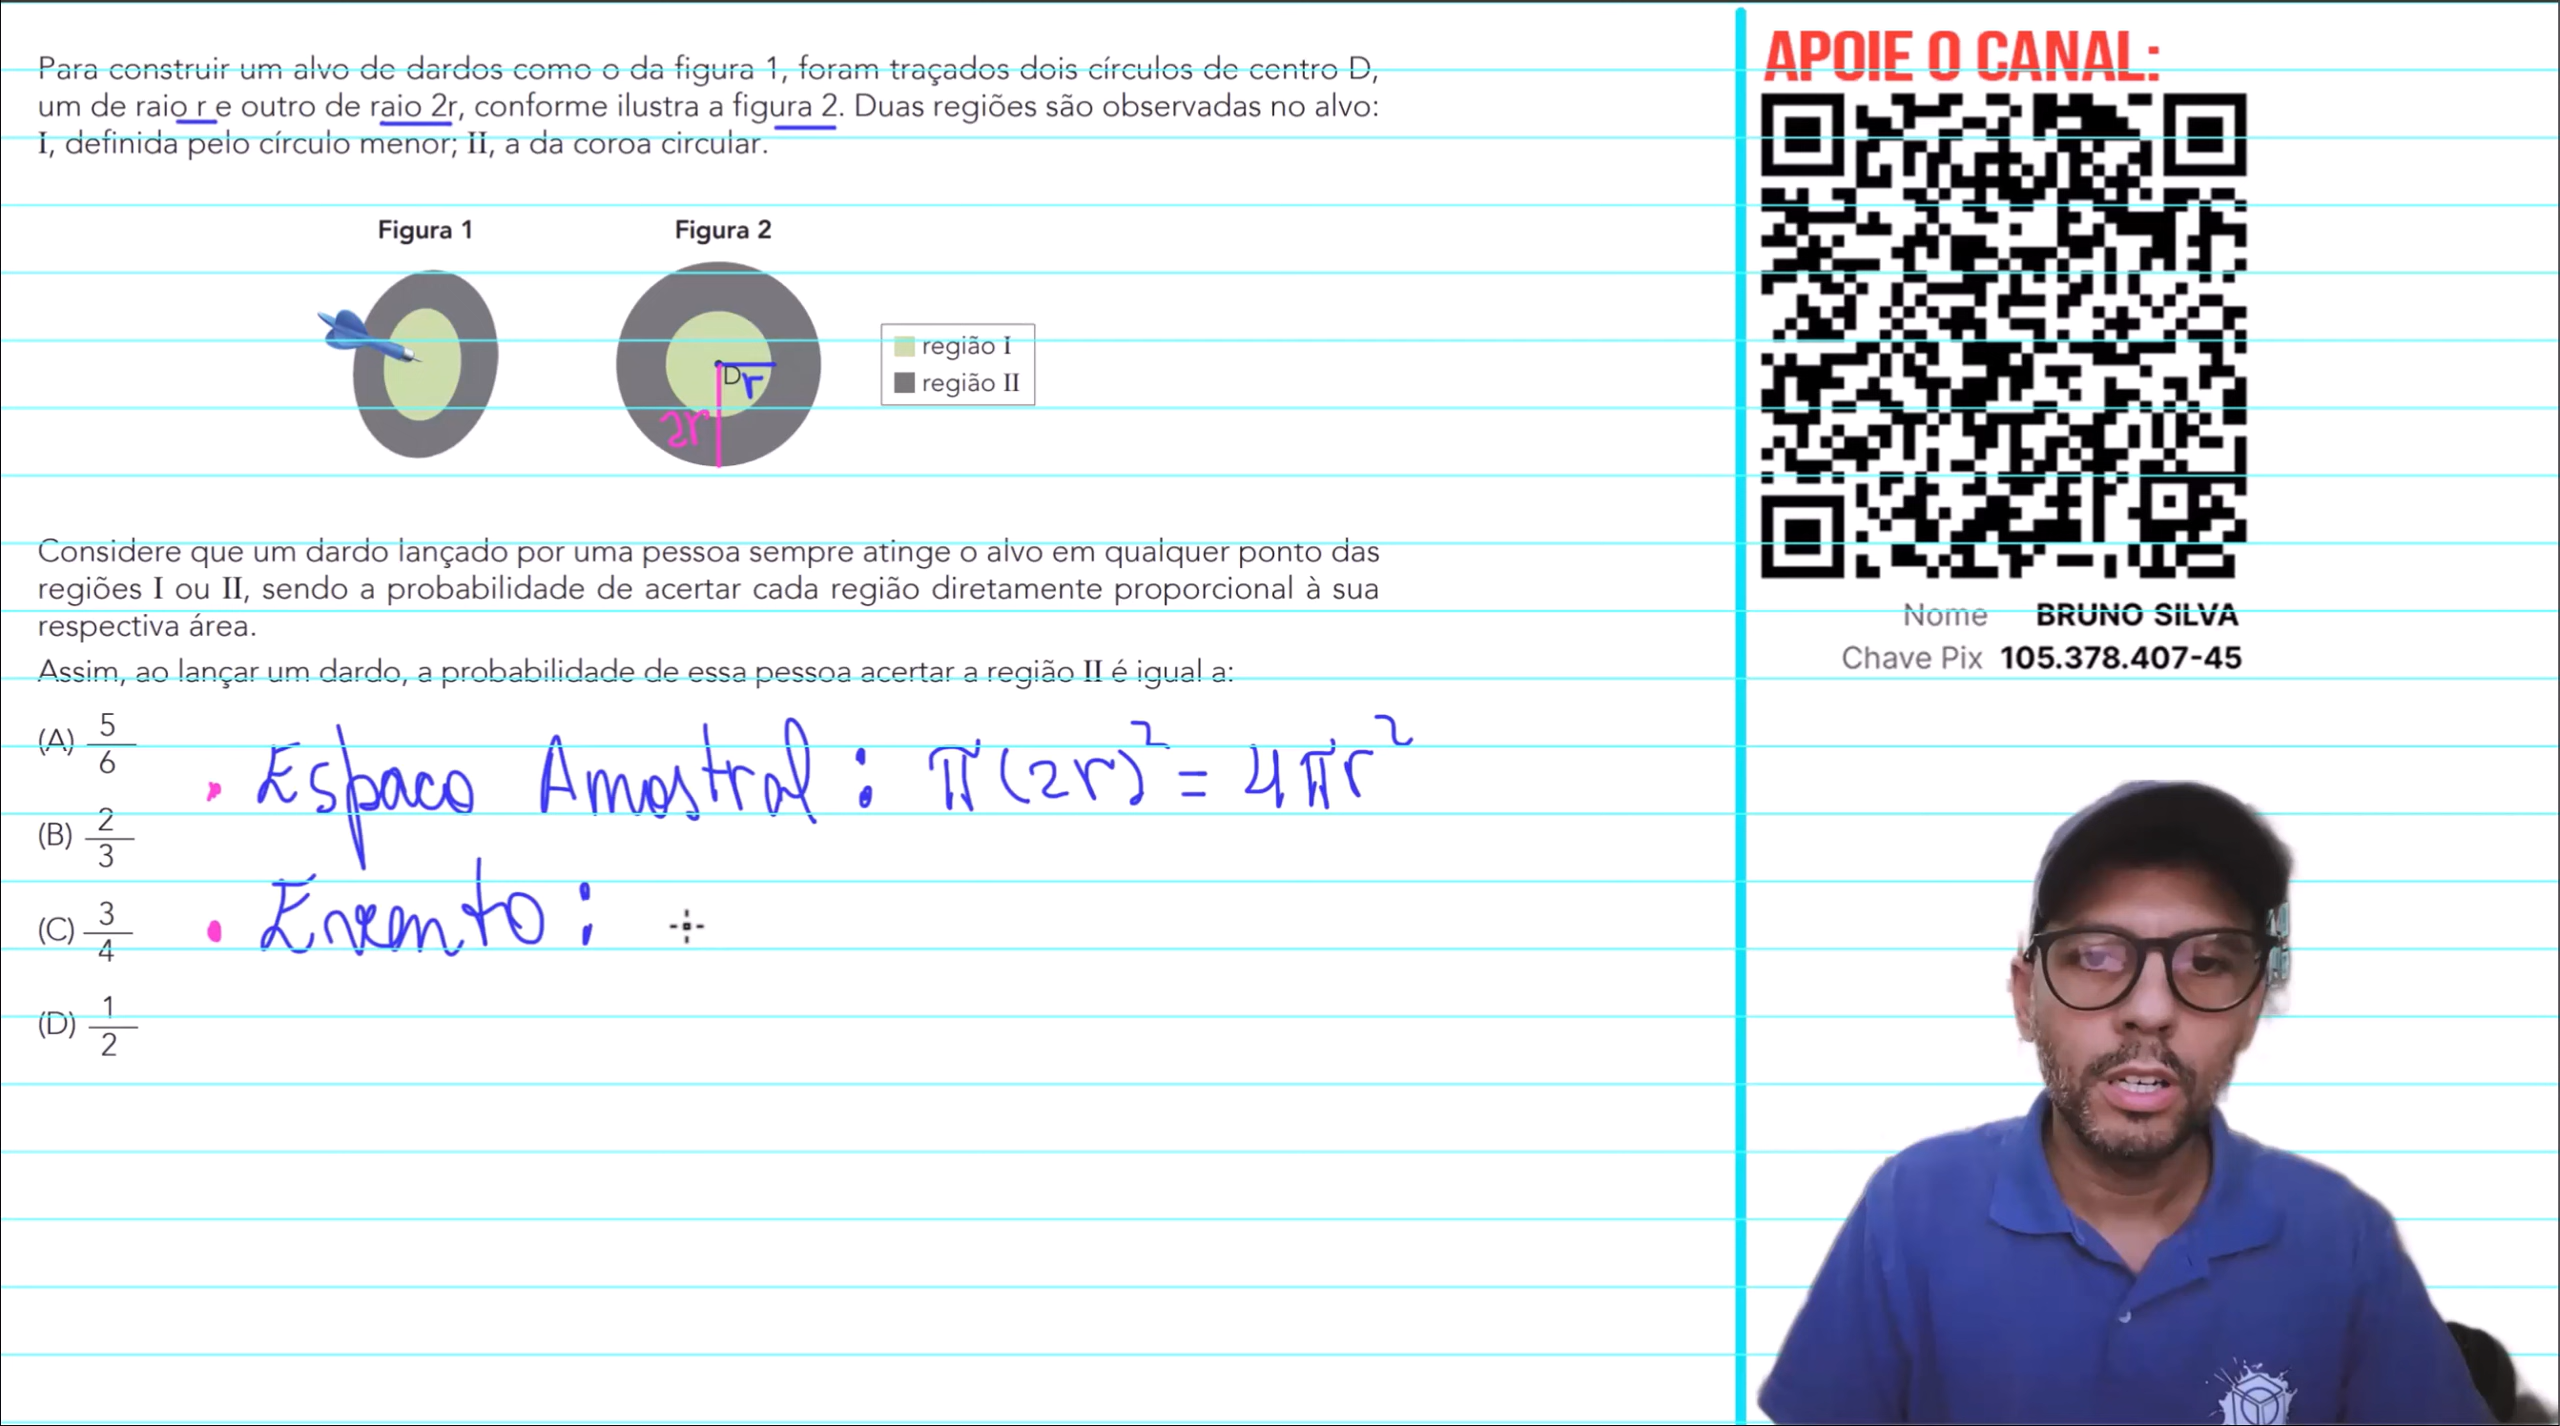 Para construir um alvo de dardos como o da figura 1, foram traçados dois círculos de centro D,
um de raio r e outro de raio 2r, conforme ilustra a figura 2. Duas regiões são observadas no alvo:
I, definida pelo círculo menor; II, a da coroa circular.
Figura 1
Figura 2
D
r
2r
região I
região II
Considere que um dardo lançado por uma pessoa sempre atinge o alvo em qualquer ponto das
regiões I ou II, sendo a probabilidade de acertar cada região diretamente proporcional à sua
respectiva área.
Assim, ao lançar um dardo, a probabilidade de essa pessoa acertar a região II é igual a:
(A) 5/6
(B) 2/3
(C) 3/4
(D) 1/2
• Espaco Amostral : π(2r)² = 4πr²
• Evento :
APOIE O CANAL:
Nome BRUNO SILVA
Chave Pix 105.378.407-45